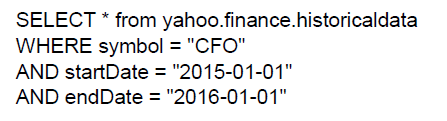 SELECT * from yahoo.finance.historicaldata
WHERE symbol = "CFO"
AND startDate = "2015-01-01"
AND endDate = "2016-01-01"